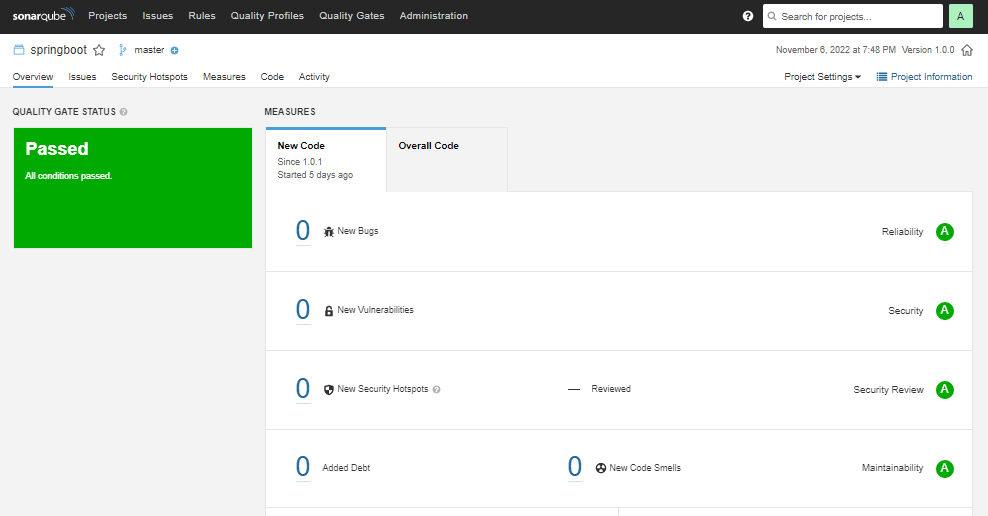 sonarqube Projects Issues Rules Quality Profiles Quality Gates Administration ? Search for projects... A
springboot master November 6, 2022 at 7:48 PM Version 1.0.0
Overview Issues Security Hotspots Measures Code Activity Project Settings Project Information
QUALITY GATE STATUS ? MEASURES
Passed
All conditions passed.
New Code Overall Code
Since 1.0.1
Started 5 days ago
0 New Bugs Reliability A
0 New Vulnerabilities Security A
0 New Security Hotspots ? — Reviewed Security Review A
0 Added Debt 0 New Code Smells Maintainability A